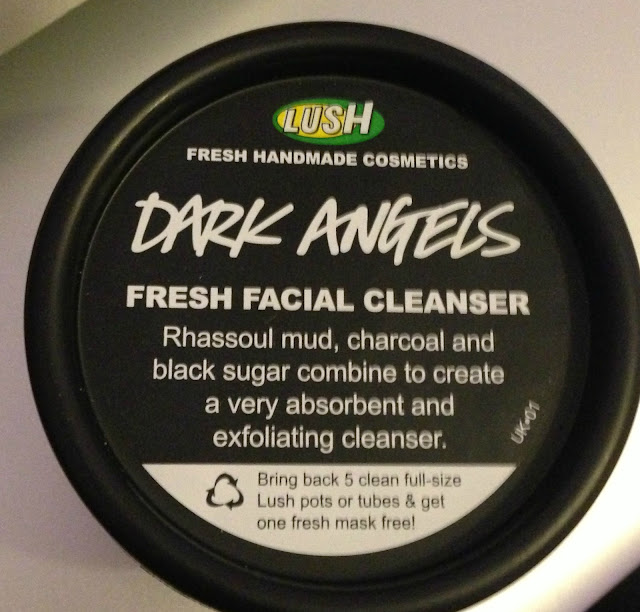 LUSH
FRESH HANDMADE COSMETICS
DARK ANGELS
FRESH FACIAL CLEANSER
Rhassoul mud, charcoal and
black sugar combine to create
a very absorbent and
exfoliating cleanser.
UK-01
Bring back 5 clean full-size
Lush pots or tubes & get
one fresh mask free!